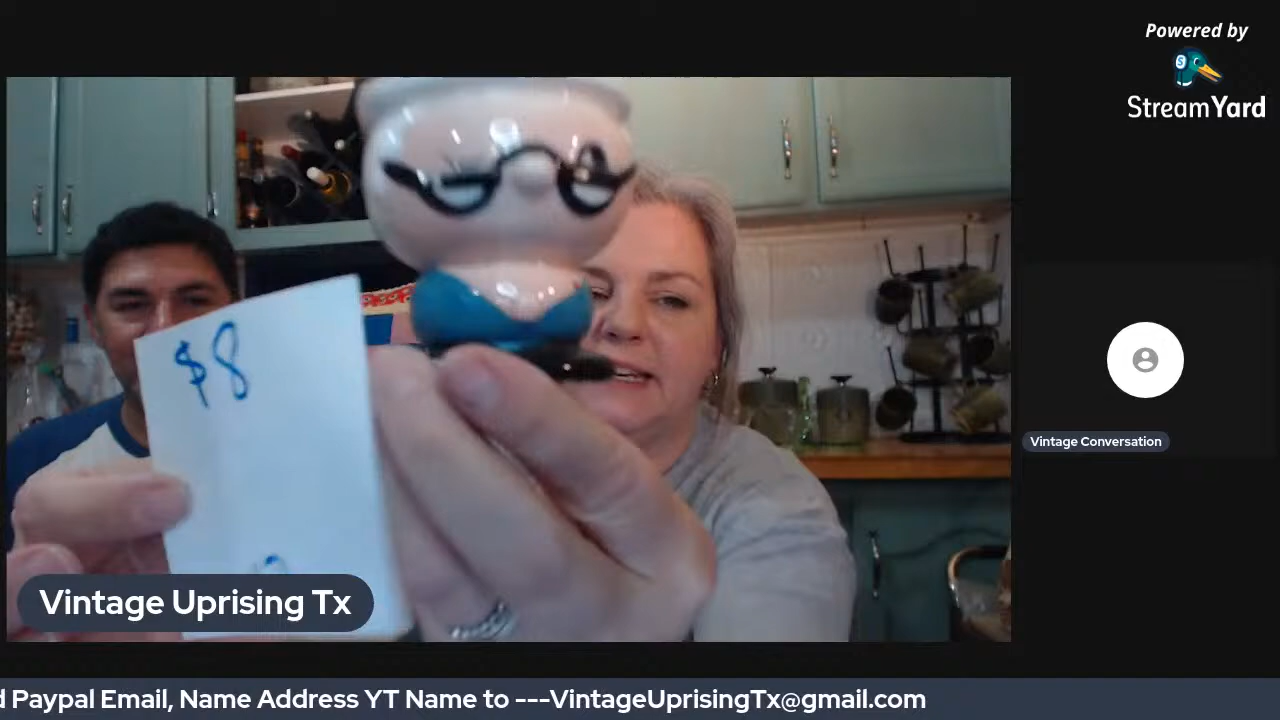 Powered by
StreamYard
$8
Vintage Conversation
Vintage Uprising Tx
d Paypal Email, Name Address YT Name to ---VintageUprisingTx@gmail.com